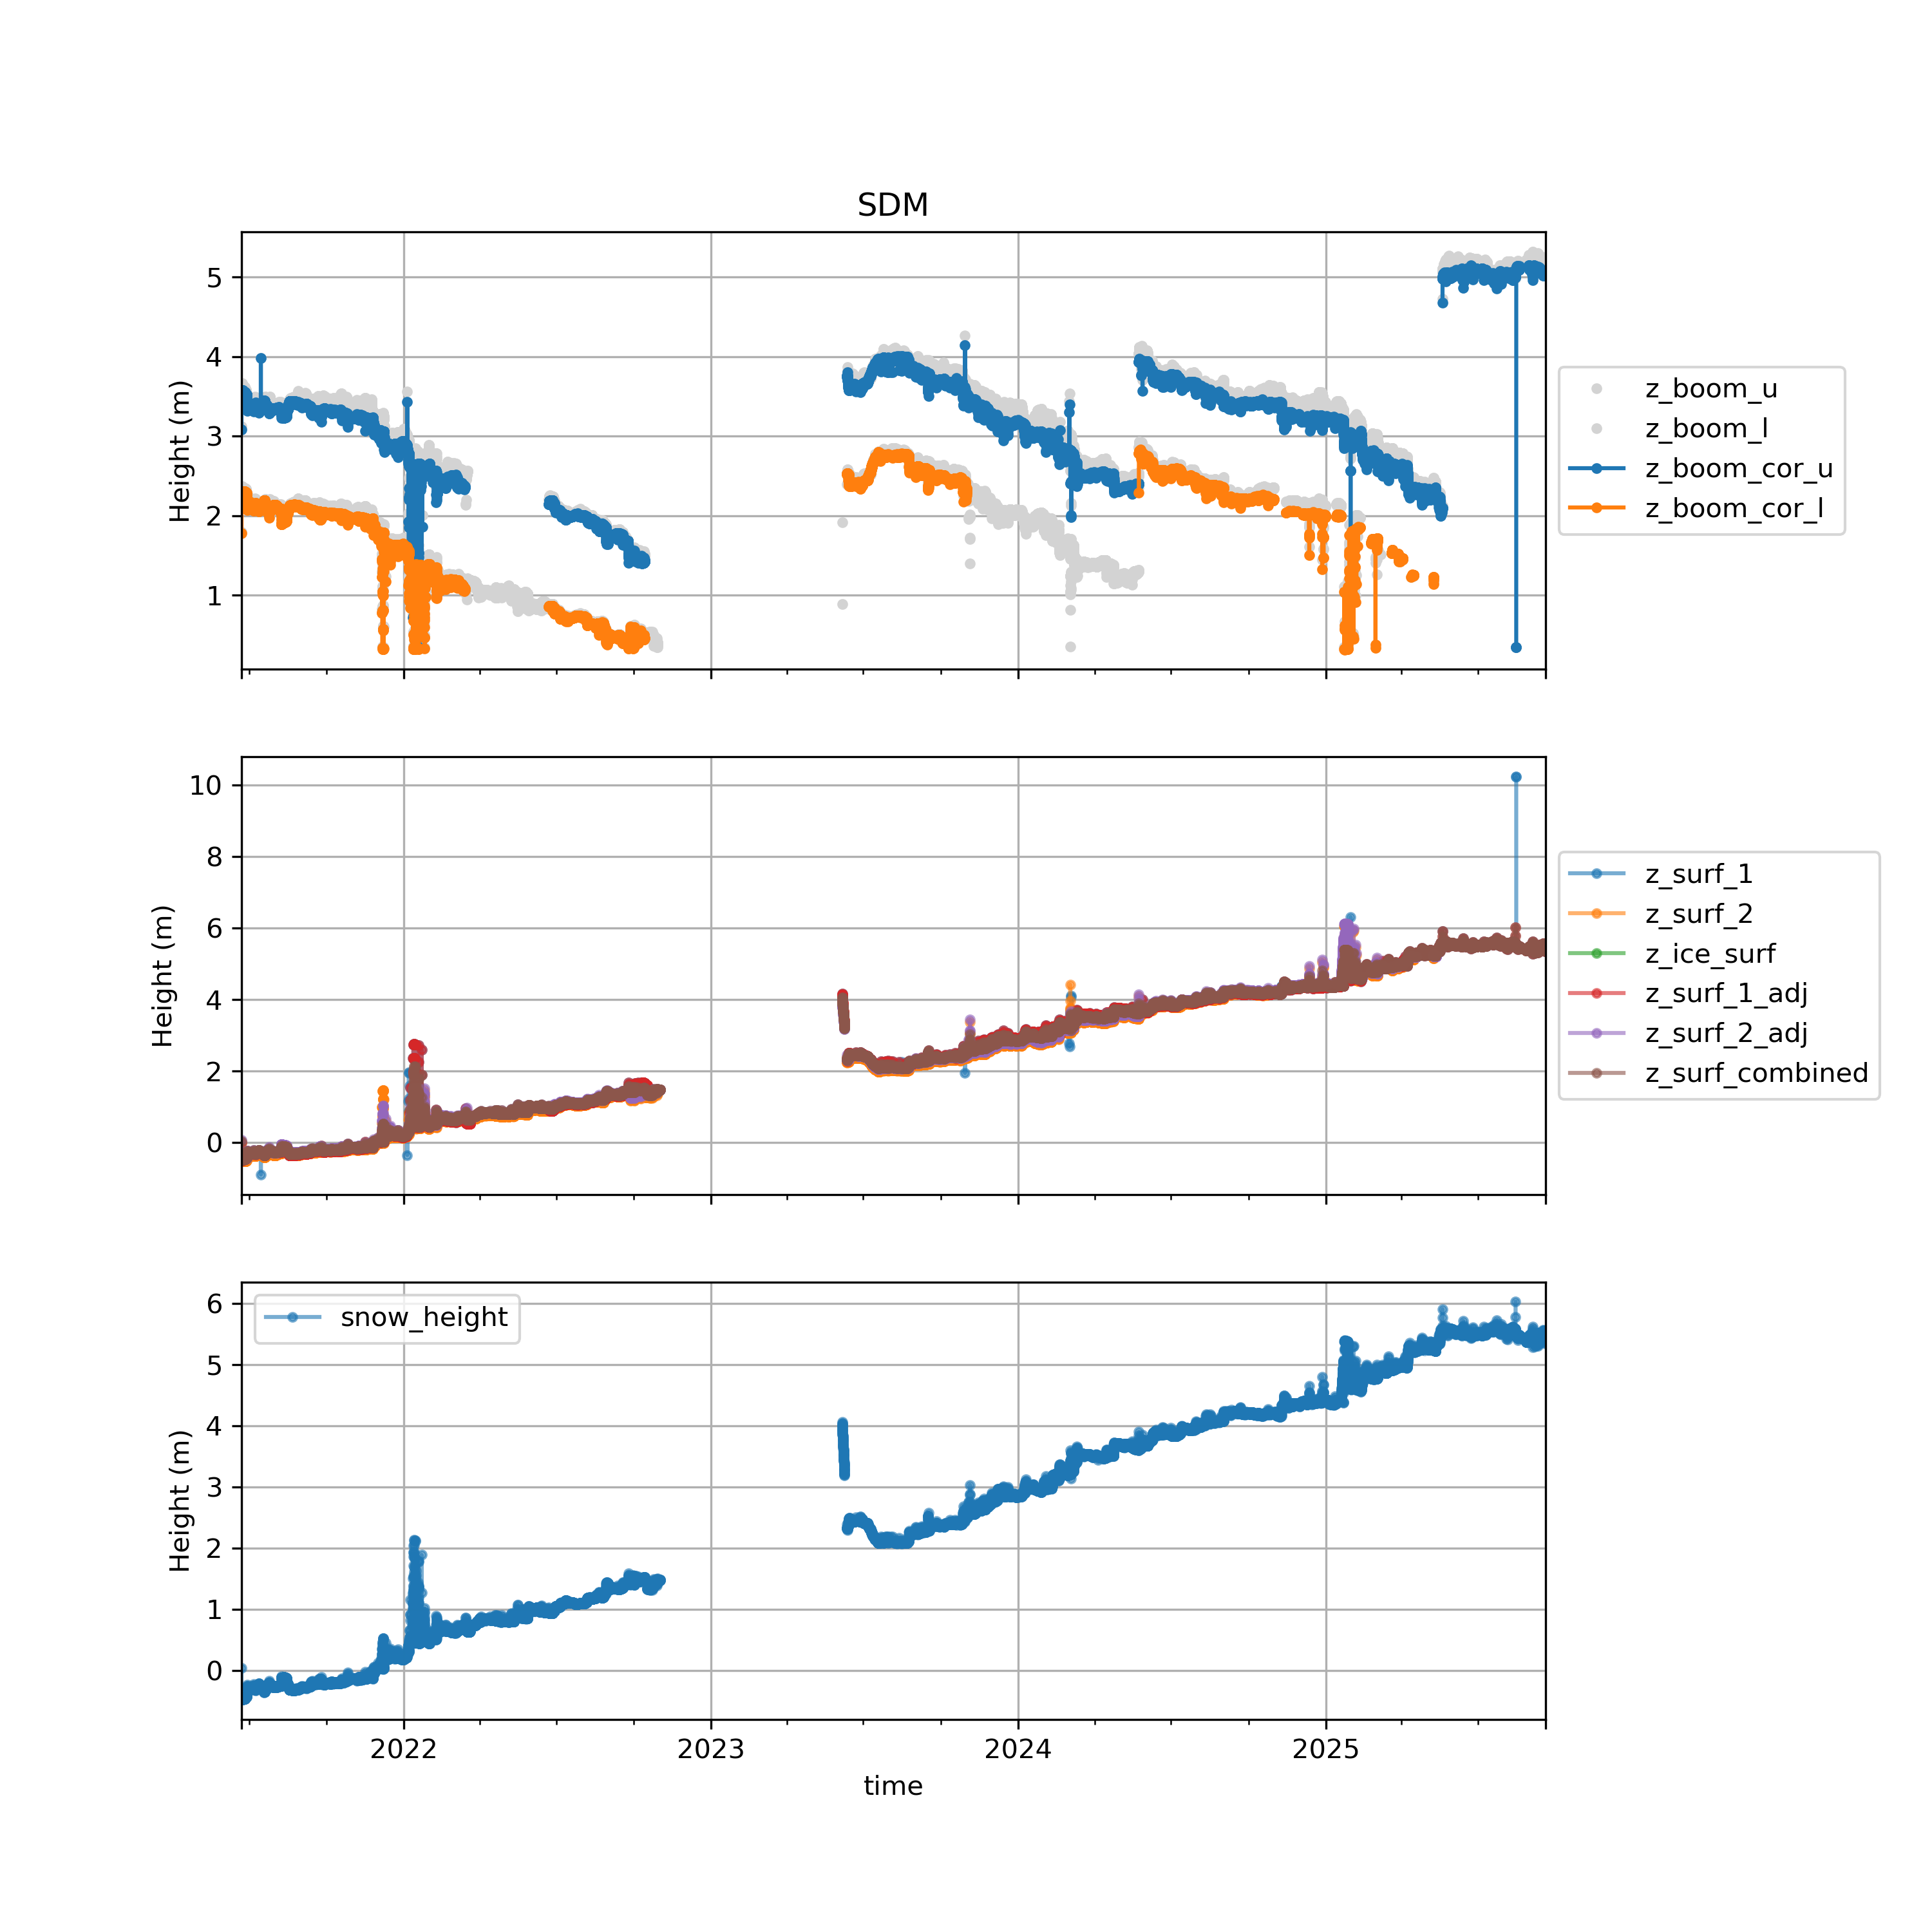 SDM
Height (m)
5
4
3
2
1
z_boom_u
z_boom_l
z_boom_cor_u
z_boom_cor_l
Height (m)
10
8
6
4
2
0
z_surf_1
z_surf_2
z_ice_surf
z_surf_1_adj
z_surf_2_adj
z_surf_combined
Height (m)
6
5
4
3
2
1
0
snow_height
2022 2023 2024 2025
time